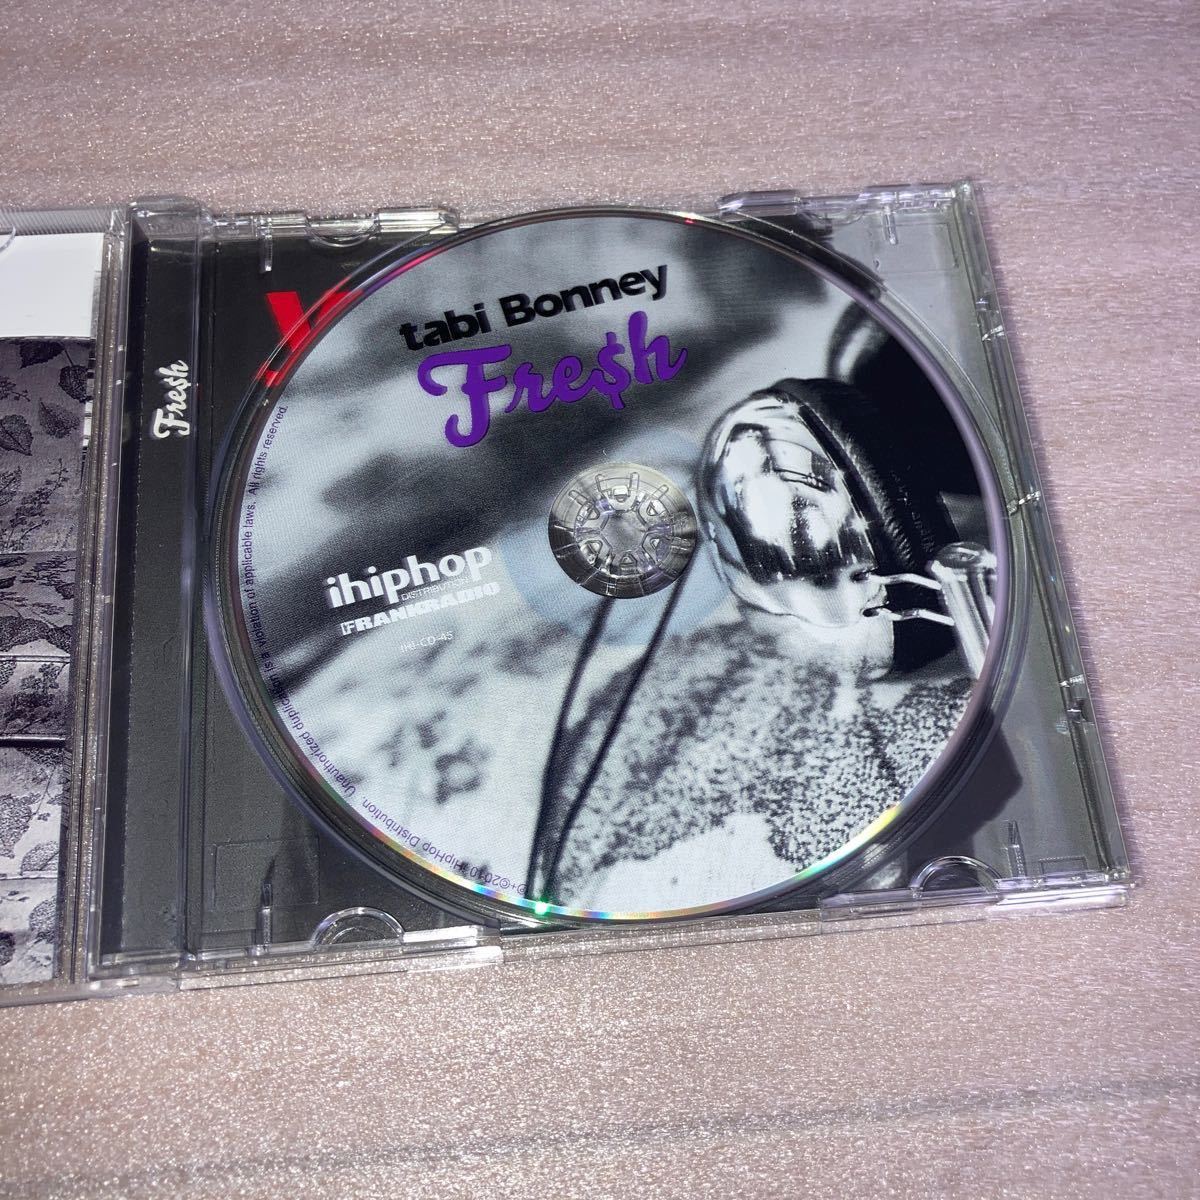 Fre$h
tabi Bonney
Fre$h
ihiphop
DISTRIBUTION
FRANKRADIO
IHI-CD-45
℗+©2010 iHipHop Distribution. Unauthorized duplication is a violation of applicable laws. All rights reserved.